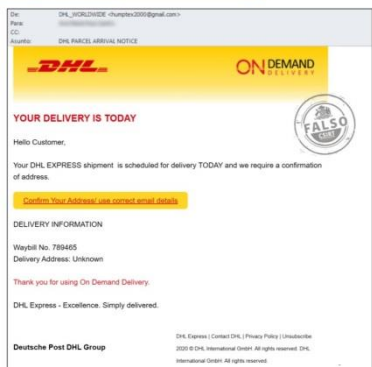 De: DHL_WORLDWIDE <humptex2000@gmail.com>
Para:
CC:
Asunto: DHL PARCEL ARRIVAL NOTICE
DHL
ON DEMAND
DELIVERY
YOUR DELIVERY IS TODAY
FALSO
CERT
Hello Customer,
Your DHL EXPRESS shipment is scheduled for delivery TODAY and we require a confirmation
of address.
Confirm Your Address/ use correct email details
DELIVERY INFORMATION
Waybill No. 789465
Delivery Address: Unknown
Thank you for using On Demand Delivery.
DHL Express - Excellence. Simply delivered.
DHL Express | Contact DHL | Privacy Policy | Unsubscribe
Deutsche Post DHL Group
2020 © DHL International GmbH. All rights reserved. DHL
International GmbH. All rights reserved.